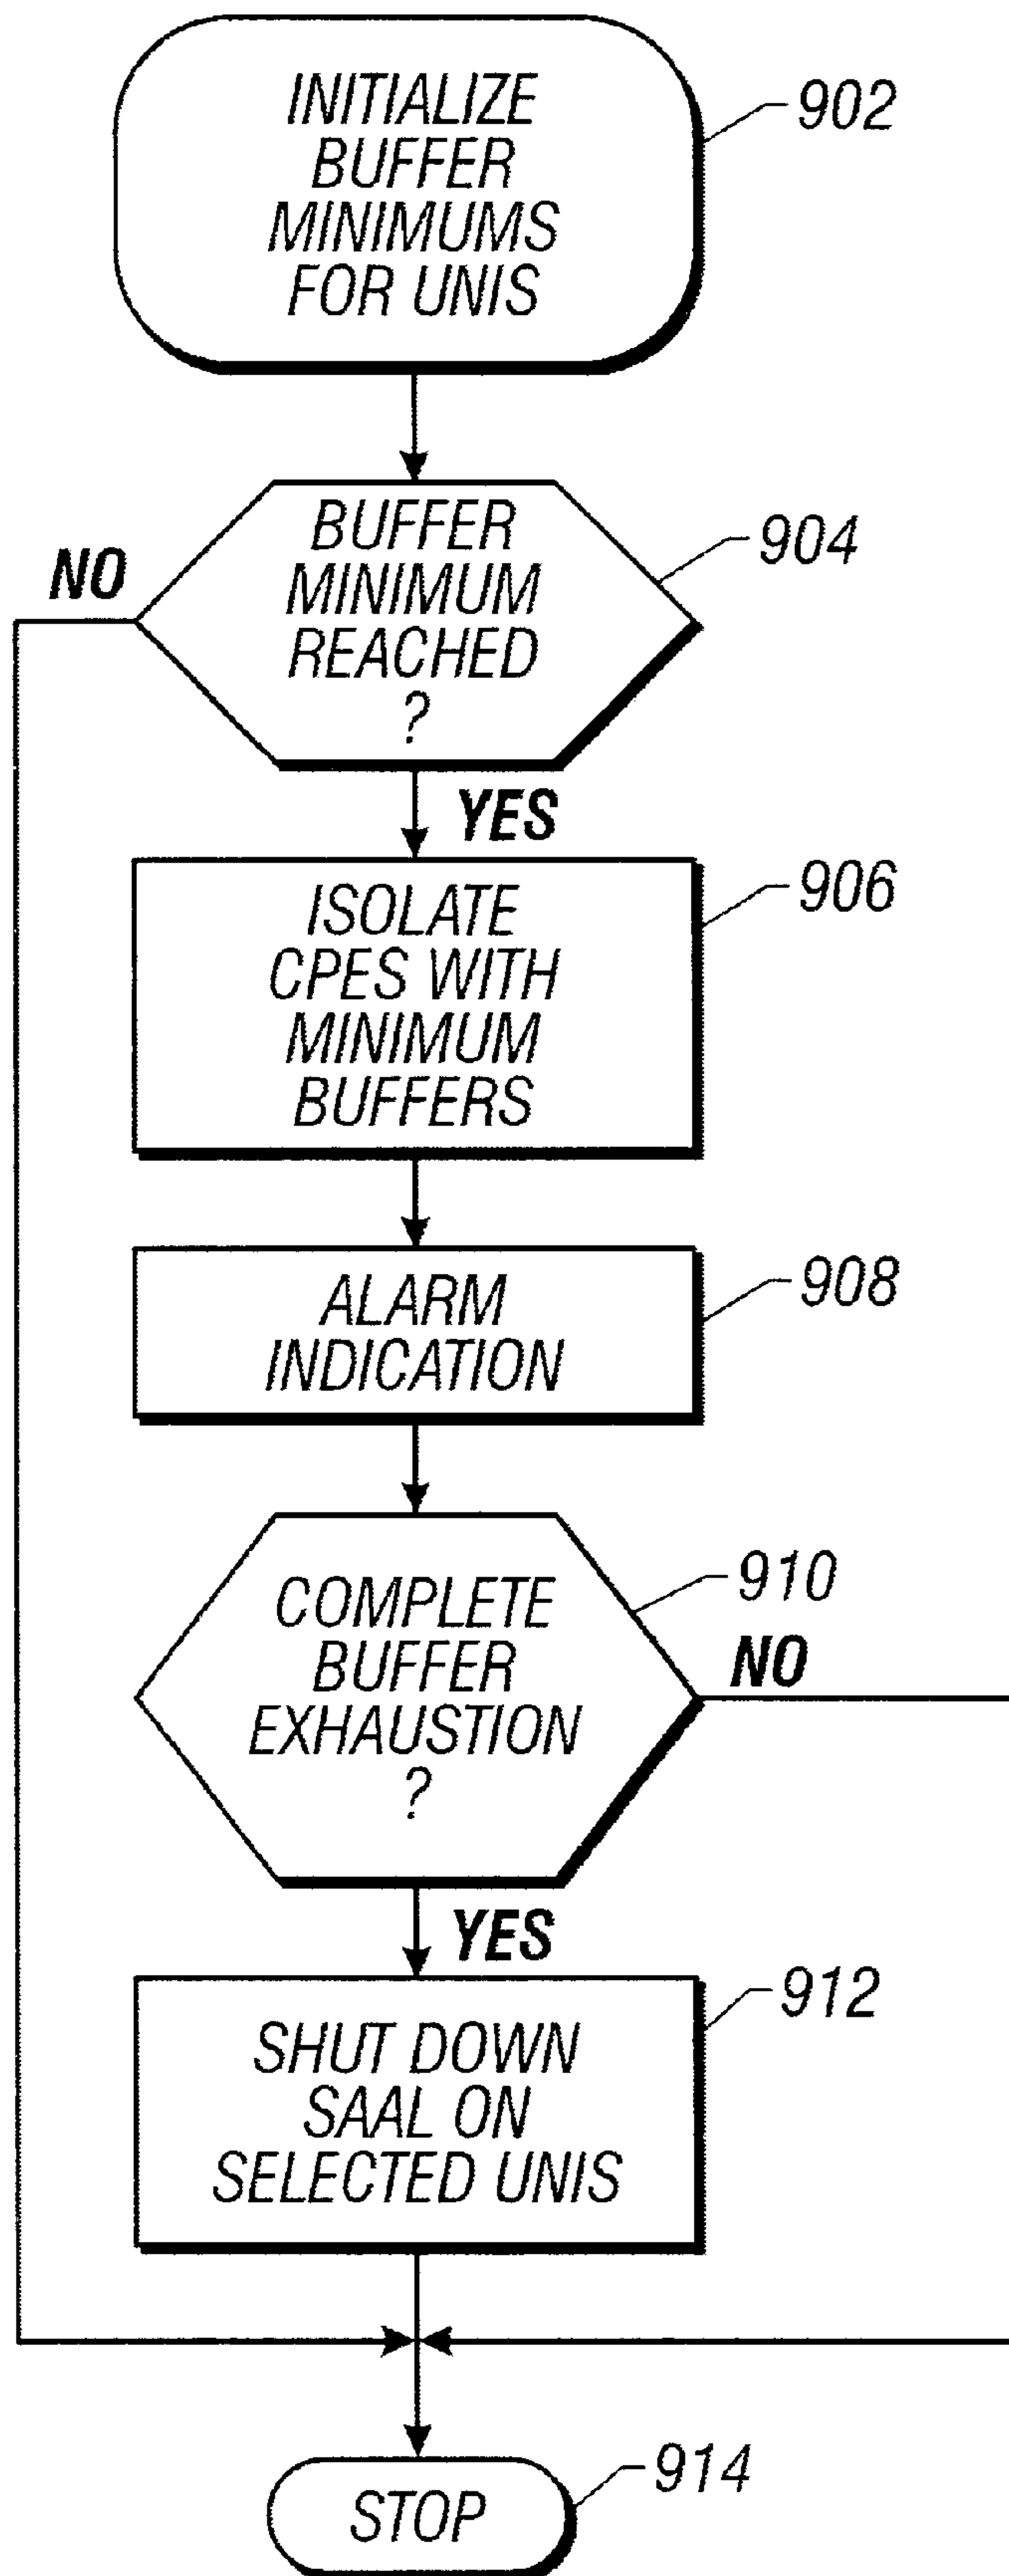 INITIALIZE
BUFFER
MINIMUMS
FOR UNIS
902
BUFFER
MINIMUM
REACHED
?
904
NO
YES
ISOLATE
CPES WITH
MINIMUM
BUFFERS
906
ALARM
INDICATION
908
COMPLETE
BUFFER
EXHAUSTION
?
910
NO
YES
SHUT DOWN
SAAL ON
SELECTED UNIS
912
STOP
914